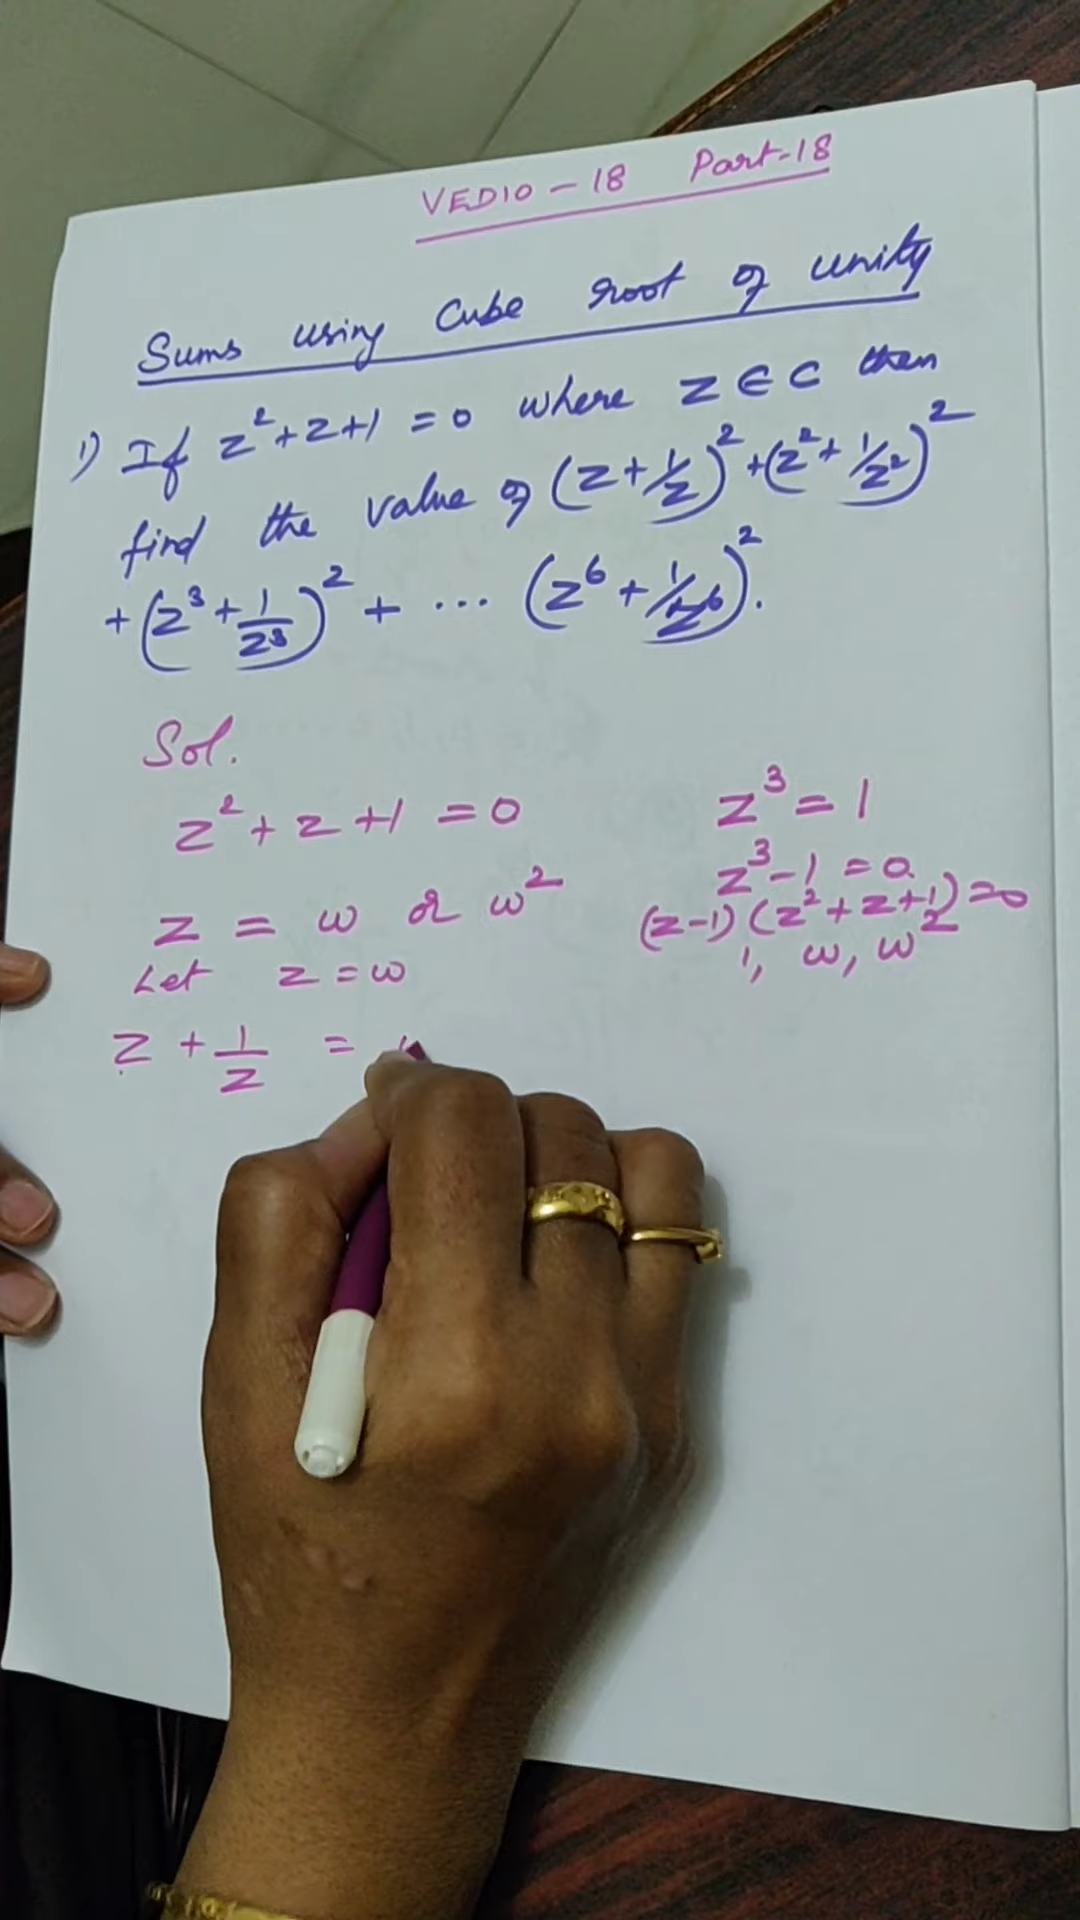 VEDIO - 18 Part-18
Sums using Cube root of unity
1) If z²+z+1 = 0 where z ∈ C then
find the value of (z+1/z)²+(z²+1/z²)²
+(z³+1/z³)² + ... (z⁶+1/z⁶)².
Sol.
z²+z+1 = 0
z = ω or ω²
Let z = ω
z + 1/z =
z³ = 1
z³-1 = 0
(z-1)(z²+z+1)=0
1, ω, ω²